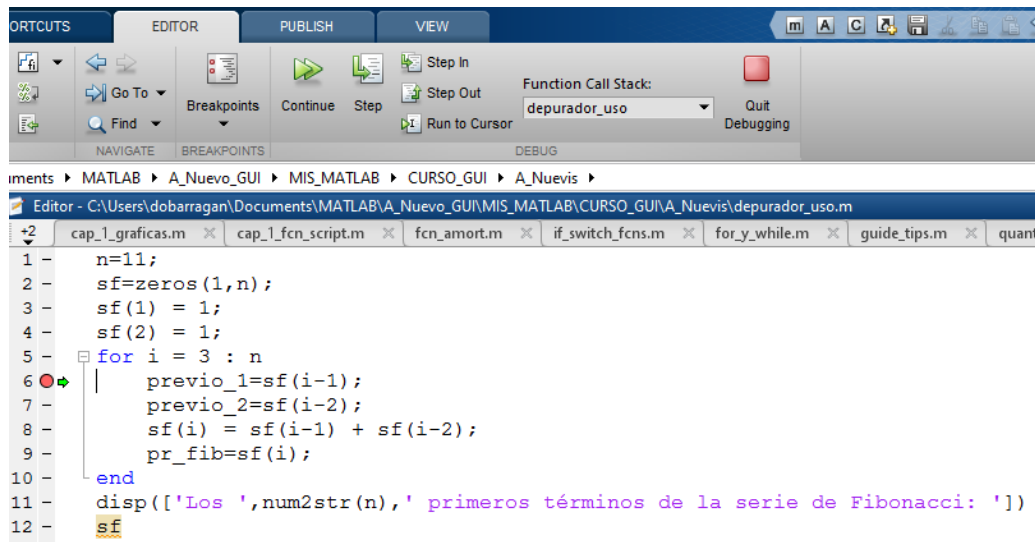 ORTCUTS EDITOR PUBLISH VIEW
Go To
Find
NAVIGATE
Breakpoints
BREAKPOINTS
Continue
Step
Step In
Step Out
Run to Cursor
Function Call Stack:
depurador_uso
DEBUG
Quit
Debugging
uments ▸ MATLAB ▸ A_Nuevo_GUI ▸ MIS_MATLAB ▸ CURSO_GUI ▸ A_Nuevis ▸
Editor - C:\Users\dobarragan\Documents\MATLAB\A_Nuevo_GUI\MIS_MATLAB\CURSO_GUI\A_Nuevis\depurador_uso.m
+2 cap_1_graficas.m cap_1_fcn_script.m fcn_amort.m if_switch_fcns.m for_y_while.m guide_tips.m quant
1 - n=11;
2 - sf=zeros(1,n);
3 - sf(1) = 1;
4 - sf(2) = 1;
5 - for i = 3 : n
6 previo_1=sf(i-1);
7 - previo_2=sf(i-2);
8 - sf(i) = sf(i-1) + sf(i-2);
9 - pr_fib=sf(i);
10 - end
11 - disp(['Los ',num2str(n),' primeros términos de la serie de Fibonacci: '])
12 - sf